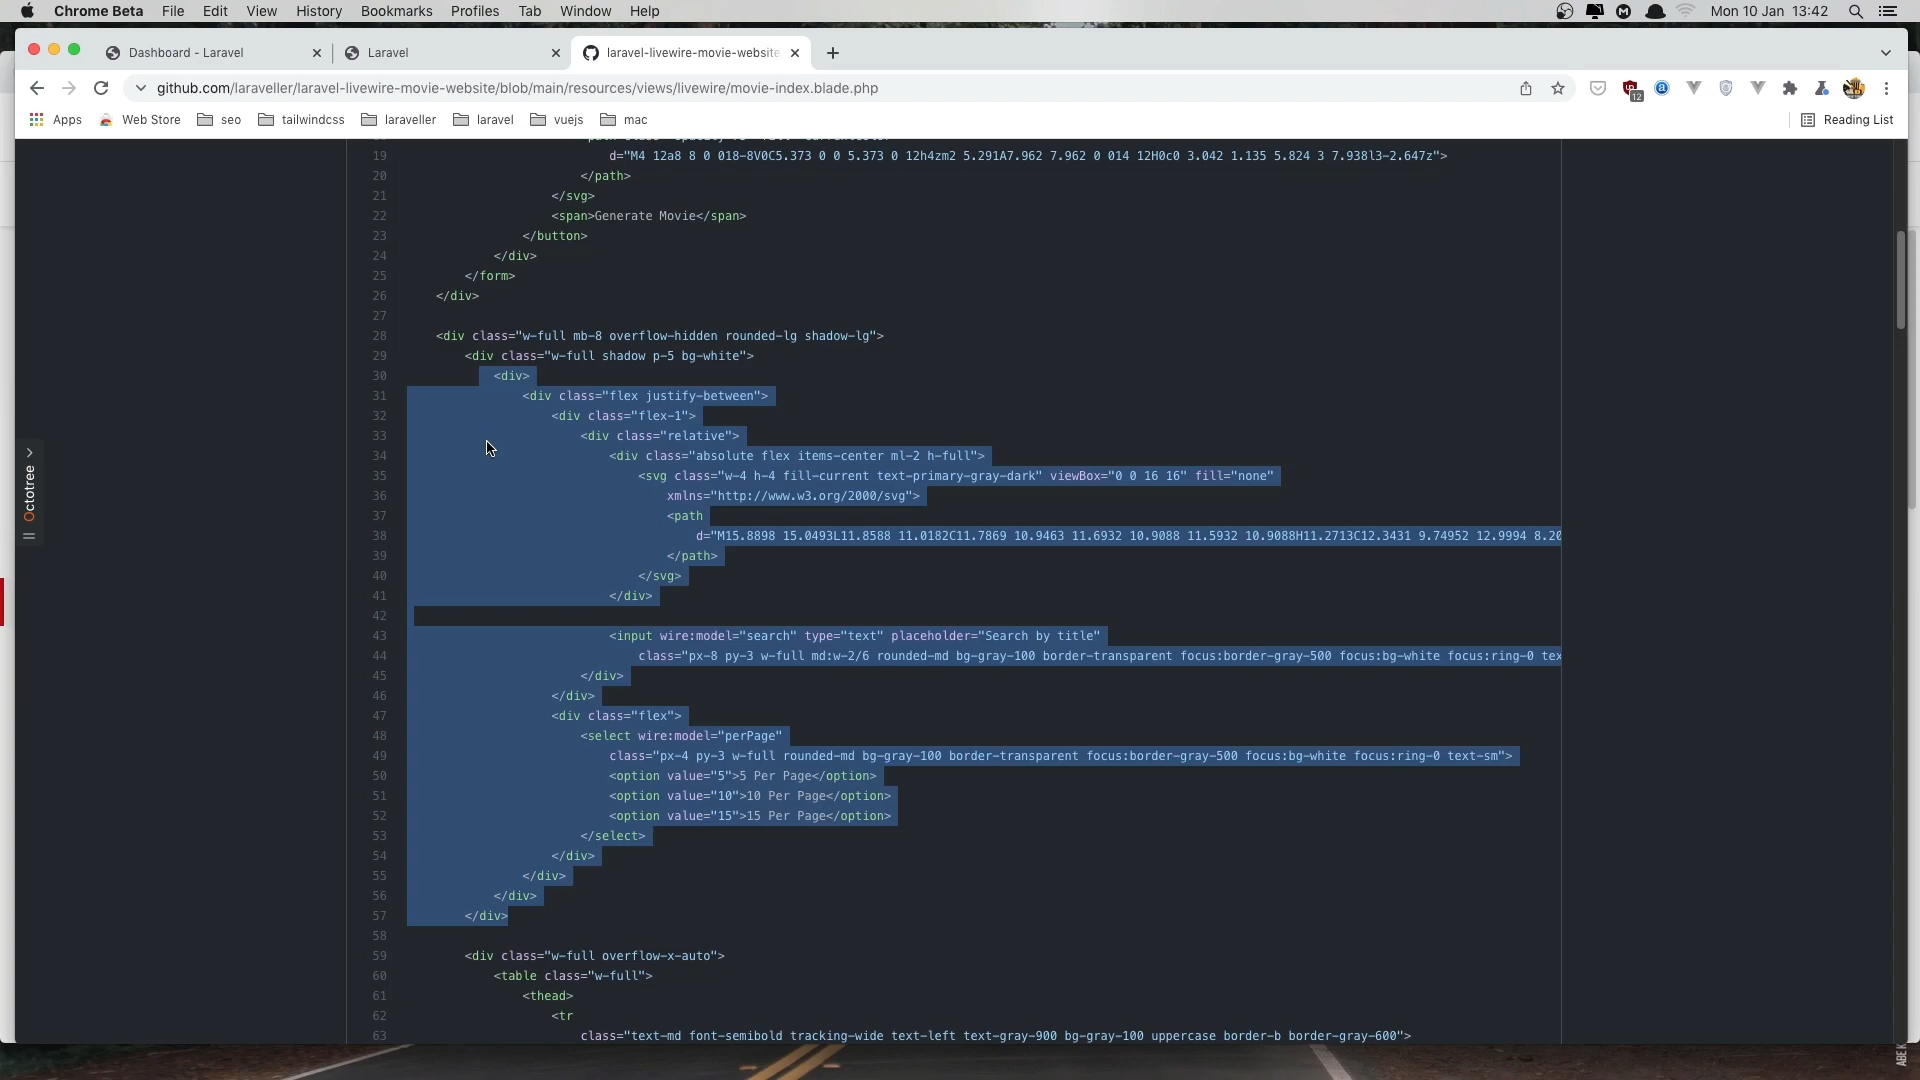 Chrome Beta File Edit View History Bookmarks Profiles Tab Window Help Mon 10 Jan 13:42
Dashboard - Laravel
Laravel
laravel-livewire-movie-website
github.com/laraveller/laravel-livewire-movie-website/blob/main/resources/views/livewire/movie-index.blade.php
12
Apps Web Store seo tailwindcss laraveller laravel vuejs mac Reading List
Octotree
19 d="M4 12a8 8 0 018-8V0C5.373 0 0 5.373 0 12h4zm2 5.291A7.962 7.962 0 014 12H0c0 3.042 1.135 5.824 3 7.938l3-2.647z">
20 </path>
21 </svg>
22 <span>Generate Movie</span>
23 </button>
24 </div>
25 </form>
26 </div>
27
28 <div class="w-full mb-8 overflow-hidden rounded-lg shadow-lg">
29 <div class="w-full shadow p-5 bg-white">
30 <div>
31 <div class="flex justify-between">
32 <div class="flex-1">
33 <div class="relative">
34 <div class="absolute flex items-center ml-2 h-full">
35 <svg class="w-4 h-4 fill-current text-primary-gray-dark" viewBox="0 0 16 16" fill="none"
36 xmlns="http://www.w3.org/2000/svg">
37 <path
38 d="M15.8898 15.0493L11.8588 11.0182C11.7869 10.9463 11.6932 10.9088 11.5932 10.9088H11.2713C12.3431 9.74952 12.9994 8.20
39 </path>
40 </svg>
41 </div>
42
43 <input wire:model="search" type="text" placeholder="Search by title"
44 class="px-8 py-3 w-full md:w-2/6 rounded-md bg-gray-100 border-transparent focus:border-gray-500 focus:bg-white focus:ring-0 tex
45 </div>
46 </div>
47 <div class="flex">
48 <select wire:model="perPage"
49 class="px-4 py-3 w-full rounded-md bg-gray-100 border-transparent focus:border-gray-500 focus:bg-white focus:ring-0 text-sm">
50 <option value="5">5 Per Page</option>
51 <option value="10">10 Per Page</option>
52 <option value="15">15 Per Page</option>
53 </select>
54 </div>
55 </div>
56 </div>
57 </div>
58
59 <div class="w-full overflow-x-auto">
60 <table class="w-full">
61 <thead>
62 <tr
63 class="text-md font-semibold tracking-wide text-left text-gray-900 bg-gray-100 uppercase border-b border-gray-600">